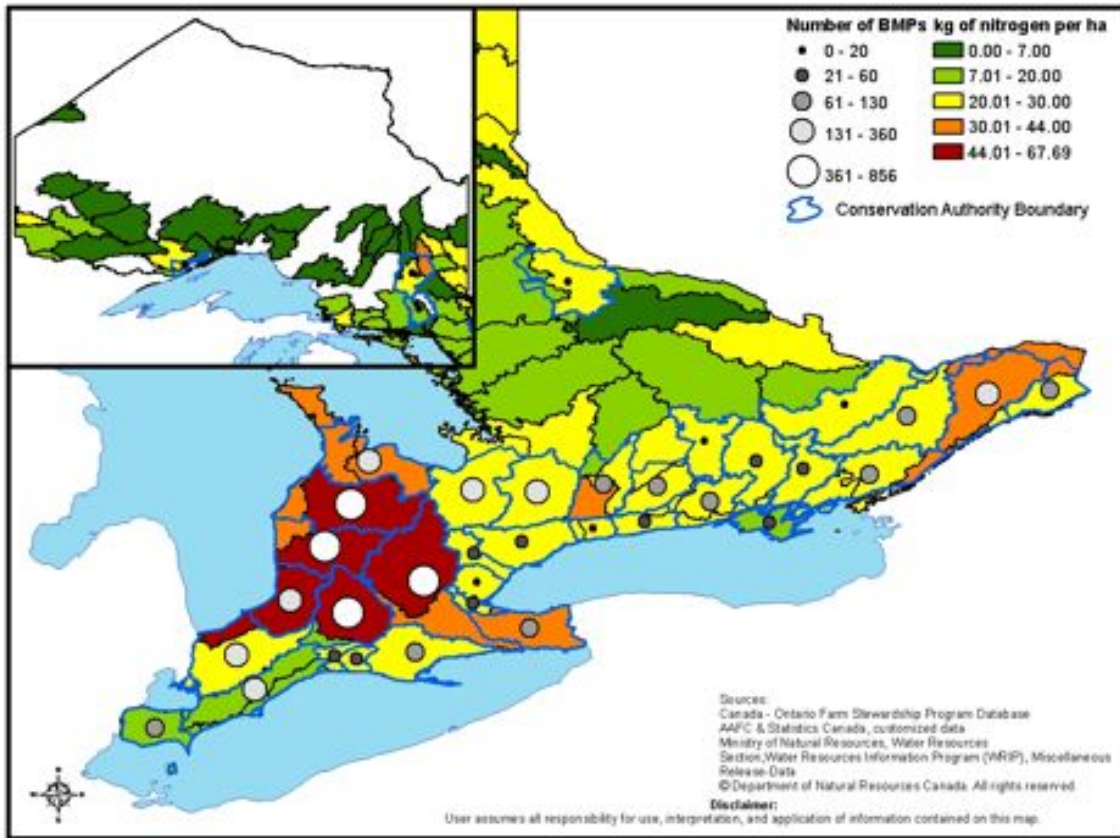 Number of BMPs kg of nitrogen per ha
0 - 20 0.00 - 7.00
21 - 60 7.01 - 20.00
61 - 130 20.01 - 30.00
131 - 360 30.01 - 44.00
361 - 856 44.01 - 67.69
Conservation Authority Boundary
Sources:
Canada - Ontario Farm Stewardship Program Database
AAFC & Statistics Canada, customized data
Ministry of Natural Resources, Water Resources
Section,Water Resources Information Program (WRIP), Miscellaneous
Release-Data
© Department of Natural Resources Canada. All rights reserved.
Disclaimer:
User assumes all responsibility for use, interpretation, and application of information contained on this map.